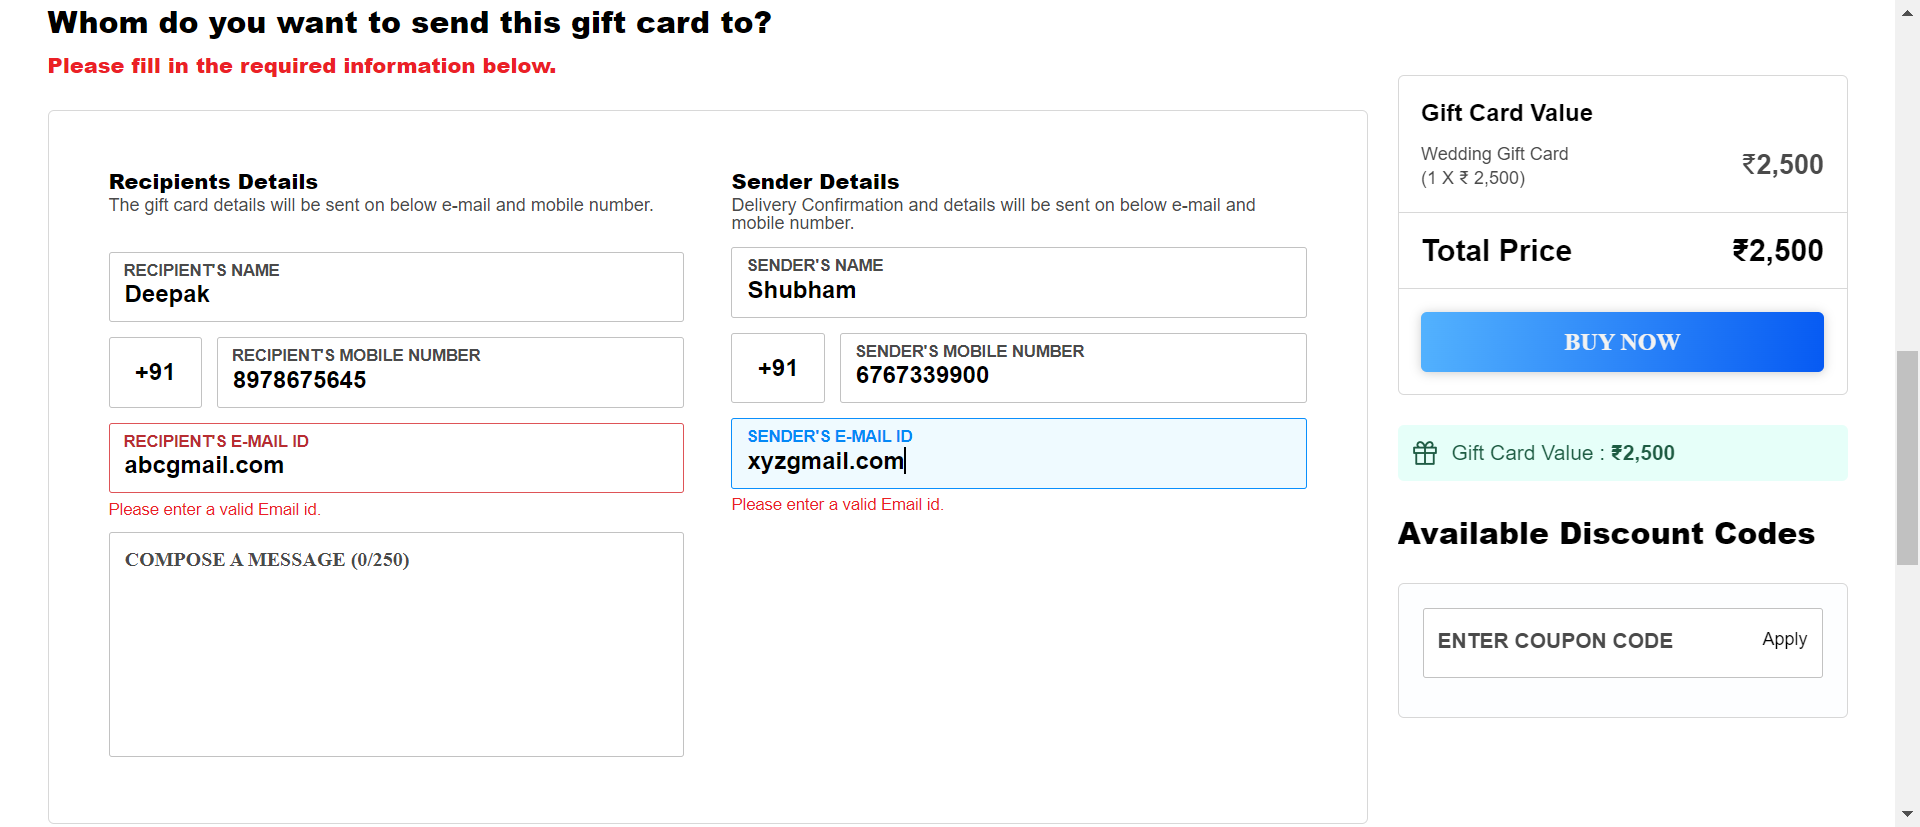 Whom do you want to send this gift card to?
Please fill in the required information below.
Recipients Details
The gift card details will be sent on below e-mail and mobile number.
RECIPIENT'S NAME
Deepak
+91
RECIPIENT'S MOBILE NUMBER
8978675645
RECIPIENT'S E-MAIL ID
abcgmail.com
Please enter a valid Email id.
COMPOSE A MESSAGE (0/250)
Sender Details
Delivery Confirmation and details will be sent on below e-mail and
mobile number.
SENDER'S NAME
Shubham
+91
SENDER'S MOBILE NUMBER
6767339900
SENDER'S E-MAIL ID
xyzgmail.com
Please enter a valid Email id.
Gift Card Value
Wedding Gift Card
(1 X ₹ 2,500)
₹2,500
Total Price ₹2,500
BUY NOW
Gift Card Value : ₹2,500
Available Discount Codes
ENTER COUPON CODE Apply